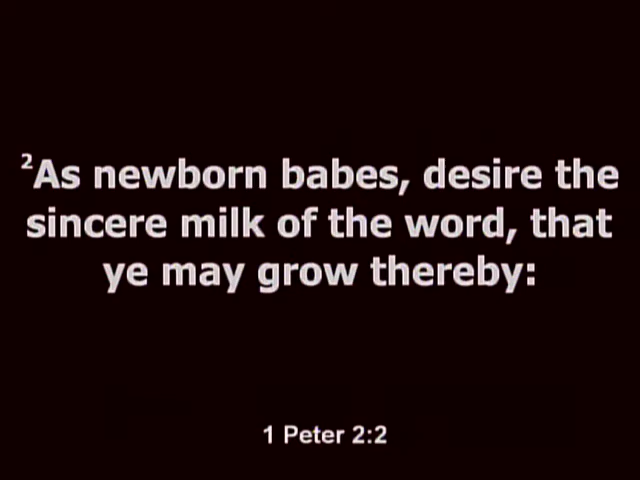 ²As newborn babes, desire the
sincere milk of the word, that
ye may grow thereby:
1 Peter 2:2